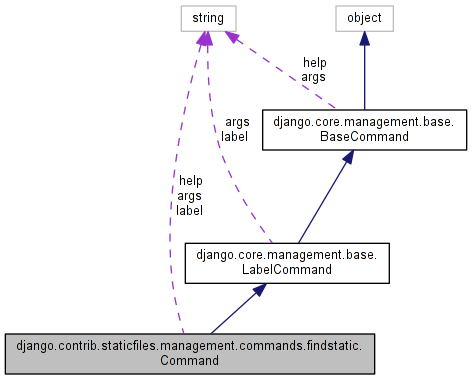 string
object
help
args
django.core.management.base.
BaseCommand
args
label
help
args
label
django.core.management.base.
LabelCommand
django.contrib.staticfiles.management.commands.findstatic.
Command